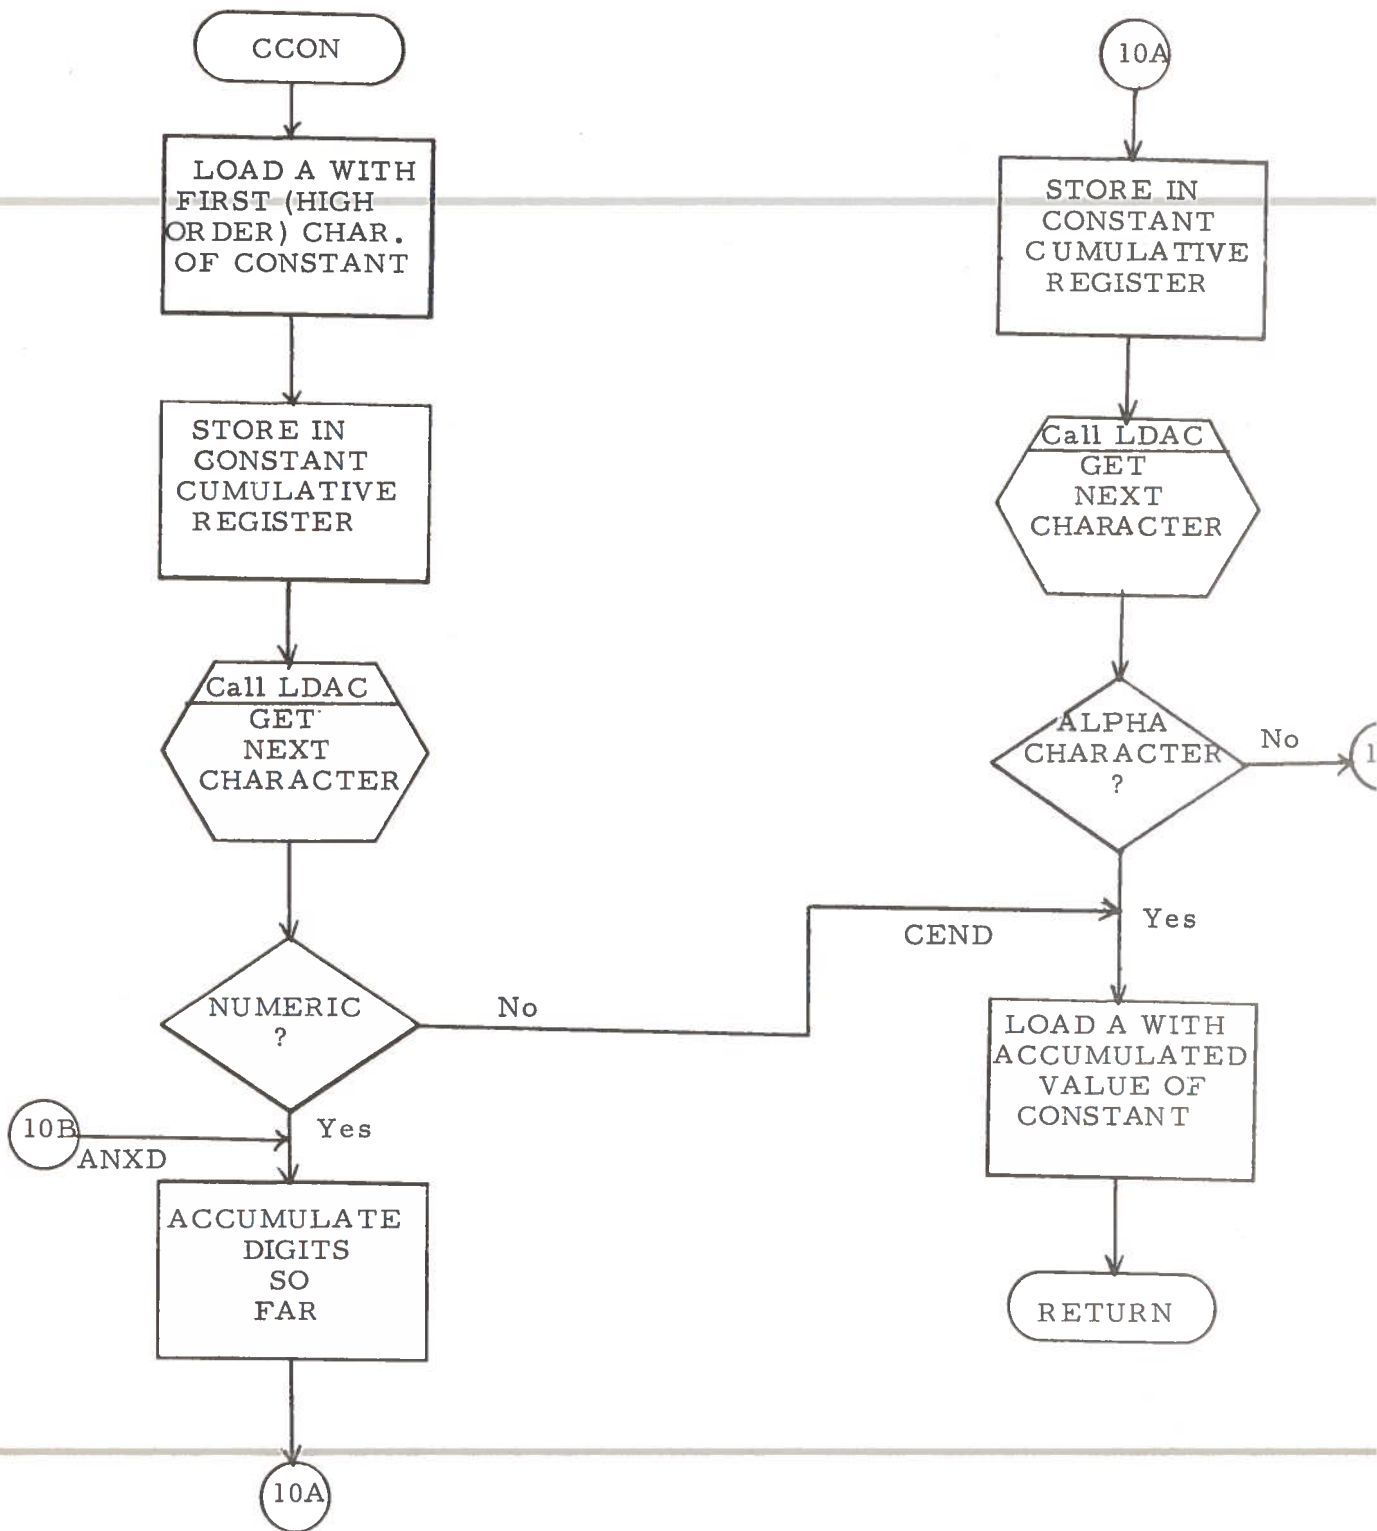 CCON
LOAD A WITH
FIRST (HIGH
ORDER) CHAR.
OF CONSTANT
STORE IN
CONSTANT
CUMULATIVE
REGISTER
Call LDAC
GET
NEXT
CHARACTER
NUMERIC
?
No
Yes
10B
ANXD
ACCUMULATE
DIGITS
SO
FAR
10A
10A
STORE IN
CONSTANT
CUMULATIVE
REGISTER
Call LDAC
GET
NEXT
CHARACTER
ALPHA
CHARACTER
?
No
CEND
Yes
LOAD A WITH
ACCUMULATED
VALUE OF
CONSTANT
RETURN